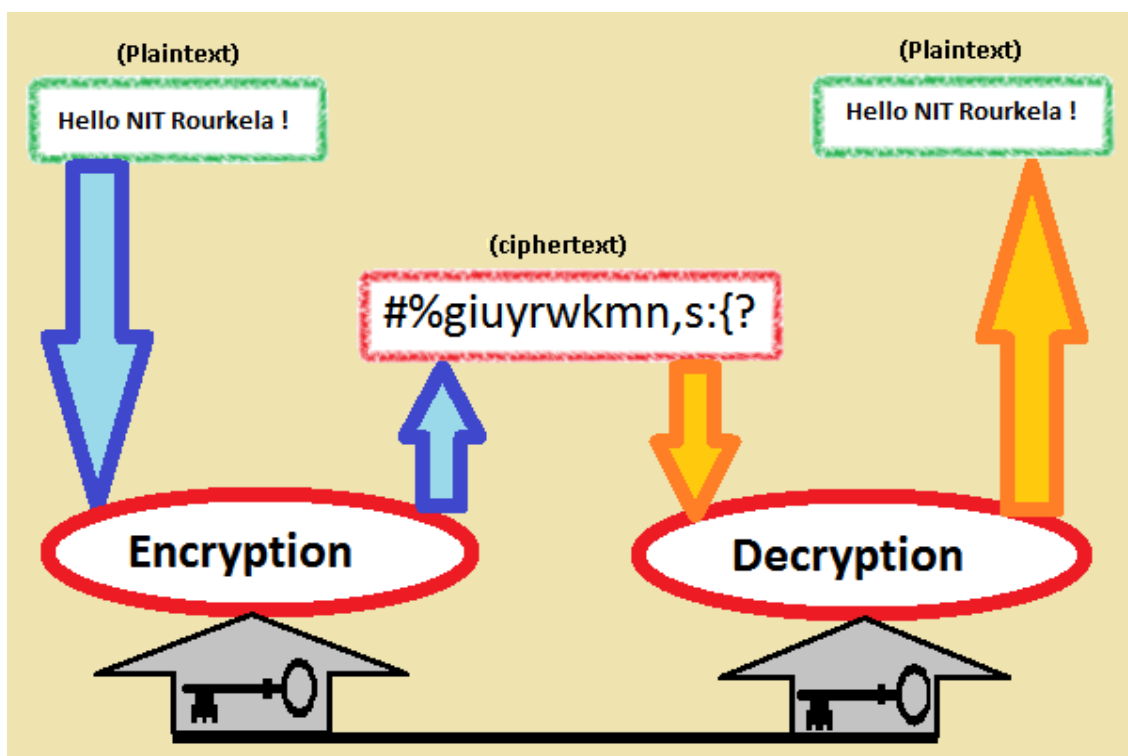 (Plaintext)
Hello NIT Rourkela !
(Plaintext)
Hello NIT Rourkela !
(ciphertext)
#%giuyrwkmn,s:{?
Encryption
Decryption